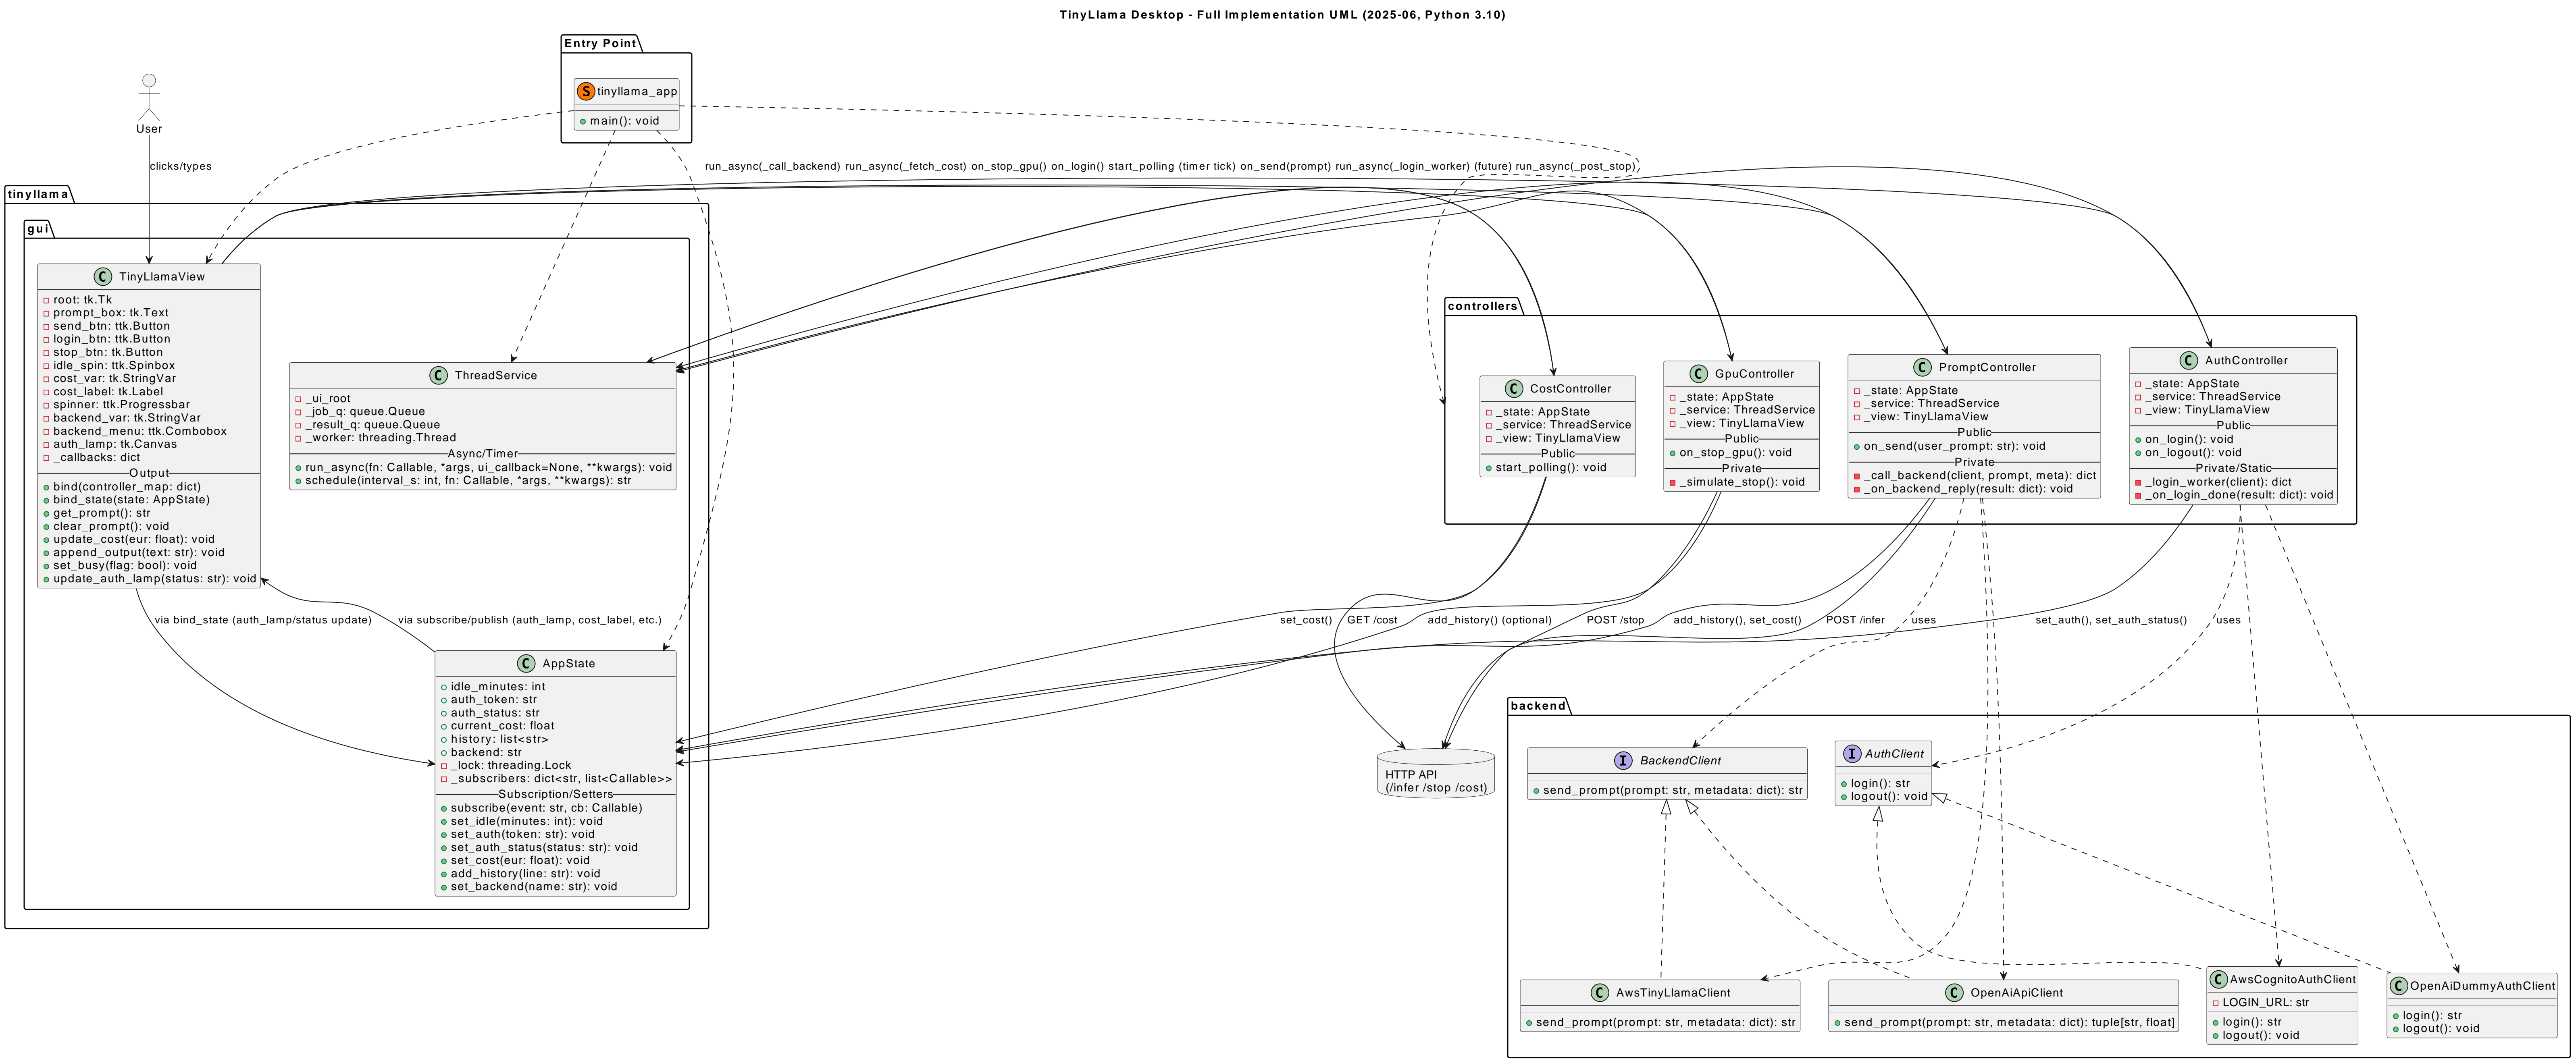 TinyLlama Desktop - Full Implementation UML (2025-06, Python 3.10)
Entry Point
S
tinyllama_app
main(): void
User
clicks/types
run_async(_call_backend) run_async(_fetch_cost) on_stop_gpu() on_login() start_polling (timer tick) on_send(prompt) run_async(_login_worker) (future) run_async(_post_stop)
tinyllama
gui
C
TinyLlamaView
root: tk.Tk
prompt_box: tk.Text
send_btn: ttk.Button
login_btn: ttk.Button
stop_btn: tk.Button
idle_spin: ttk.Spinbox
cost_var: tk.StringVar
cost_label: tk.Label
spinner: ttk.Progressbar
backend_var: tk.StringVar
backend_menu: ttk.Combobox
auth_lamp: tk.Canvas
_callbacks: dict
Output
bind(controller_map: dict)
bind_state(state: AppState)
get_prompt(): str
clear_prompt(): void
update_cost(eur: float): void
append_output(text: str): void
set_busy(flag: bool): void
update_auth_lamp(status: str): void
C
ThreadService
_ui_root
_job_q: queue.Queue
_result_q: queue.Queue
_worker: threading.Thread
Async/Timer
run_async(fn: Callable, *args, ui_callback=None, **kwargs): void
schedule(interval_s: int, fn: Callable, *args, **kwargs): str
via bind_state (auth_lamp/status update)
via subscribe/publish (auth_lamp, cost_label, etc.)
C
AppState
idle_minutes: int
auth_token: str
auth_status: str
current_cost: float
history: list<str>
backend: str
_lock: threading.Lock
_subscribers: dict<str, list<Callable>>
Subscription/Setters
subscribe(event: str, cb: Callable)
set_idle(minutes: int): void
set_auth(token: str): void
set_auth_status(status: str): void
set_cost(eur: float): void
add_history(line: str): void
set_backend(name: str): void
controllers
C
CostController
_state: AppState
_service: ThreadService
_view: TinyLlamaView
Public
start_polling(): void
C
GpuController
_state: AppState
_service: ThreadService
_view: TinyLlamaView
Public
on_stop_gpu(): void
Private
_simulate_stop(): void
C
PromptController
_state: AppState
_service: ThreadService
_view: TinyLlamaView
Public
on_send(user_prompt: str): void
Private
_call_backend(client, prompt, meta): dict
_on_backend_reply(result: dict): void
C
AuthController
_state: AppState
_service: ThreadService
_view: TinyLlamaView
Public
on_login(): void
on_logout(): void
Private/Static
_login_worker(client): dict
_on_login_done(result: dict): void
set_cost()
GET /cost
add_history() (optional)
POST /stop
add_history(), set_cost()
POST /infer
uses
set_auth(), set_auth_status()
uses
HTTP API
(/infer /stop /cost)
backend
I
BackendClient
send_prompt(prompt: str, metadata: dict): str
I
AuthClient
login(): str
logout(): void
C
AwsTinyLlamaClient
send_prompt(prompt: str, metadata: dict): str
C
OpenAiApiClient
send_prompt(prompt: str, metadata: dict): tuple[str, float]
C
AwsCognitoAuthClient
LOGIN_URL: str
login(): str
logout(): void
C
OpenAiDummyAuthClient
login(): str
logout(): void